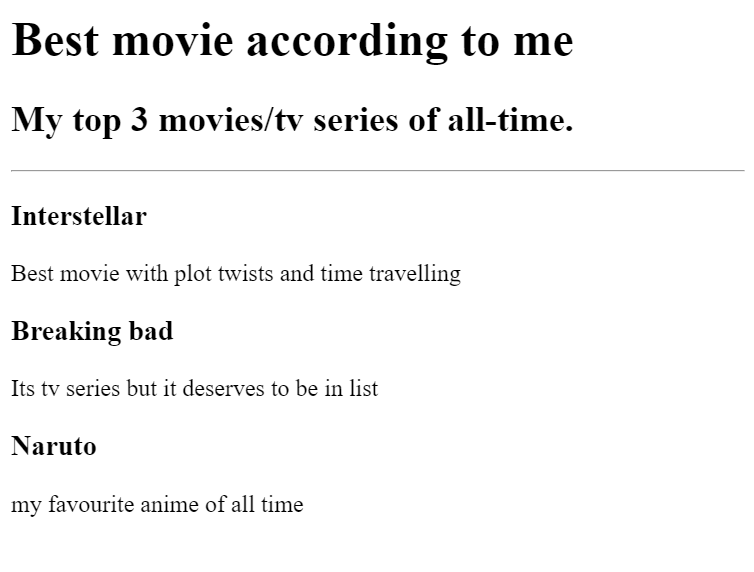 Best movie according to me
My top 3 movies/tv series of all-time.
Interstellar
Best movie with plot twists and time travelling
Breaking bad
Its tv series but it deserves to be in list
Naruto
my favourite anime of all time